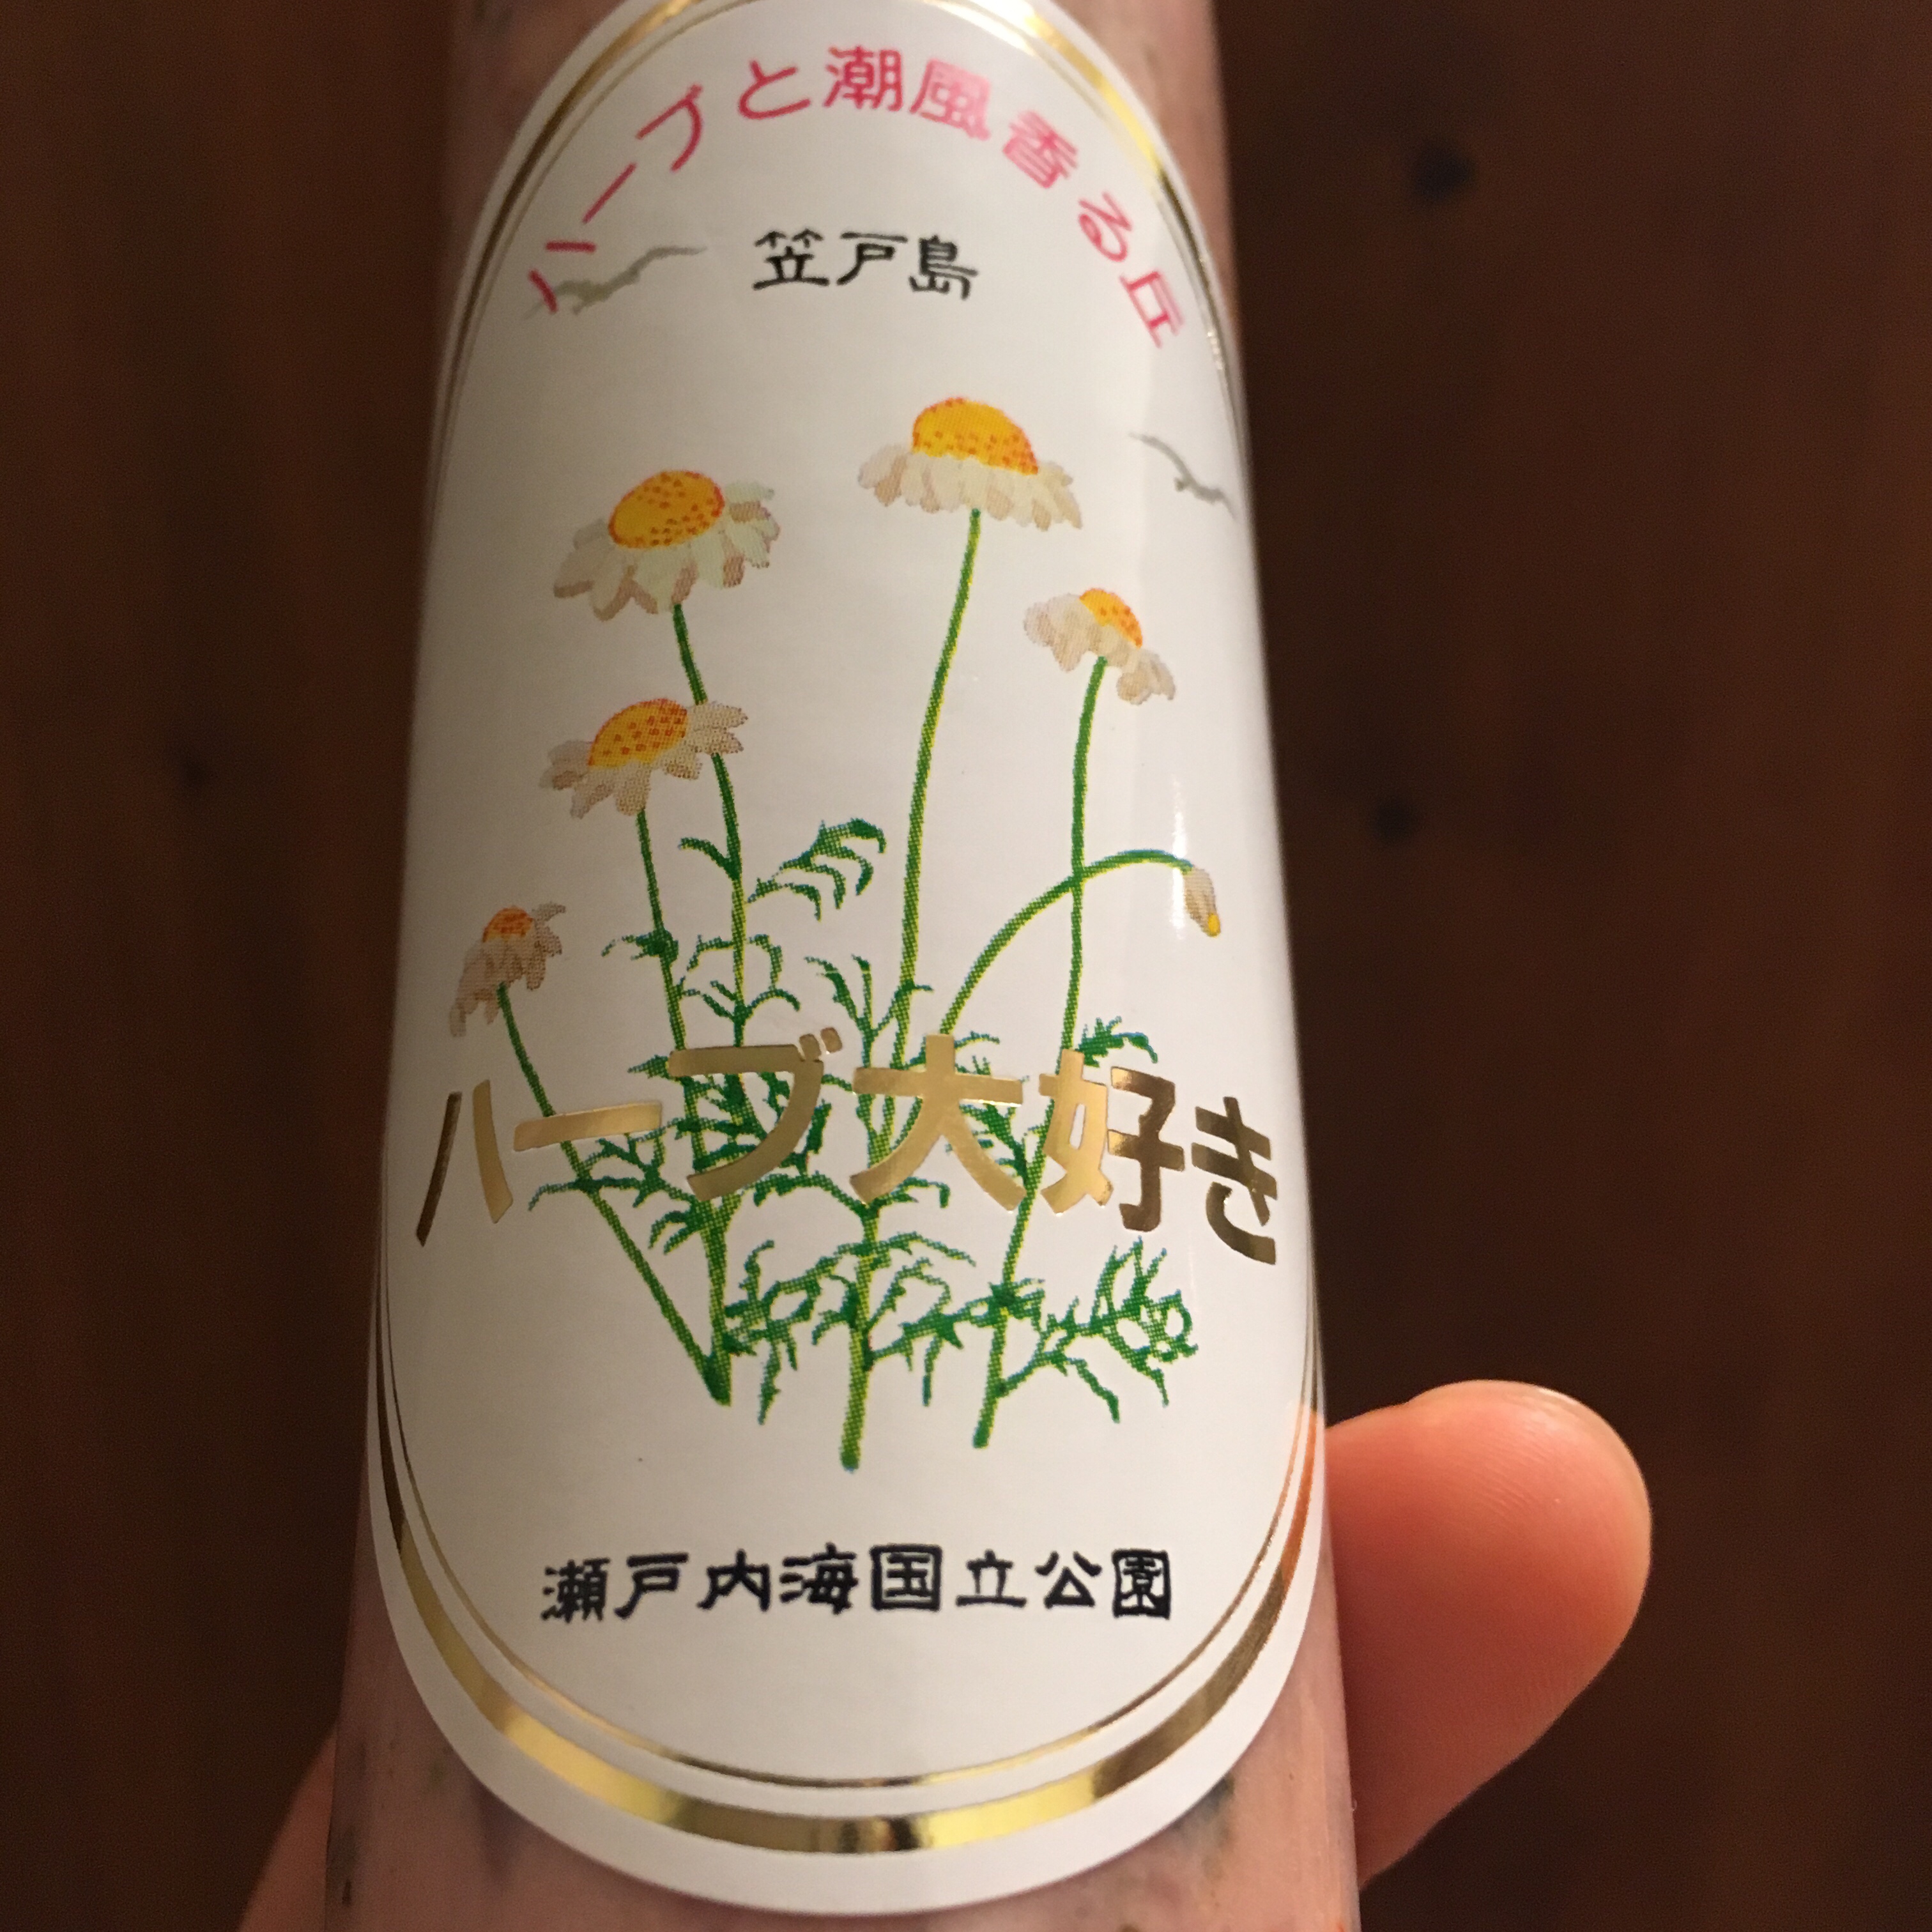 ハーブと潮風香る丘
笠戸島
ハーブ大好き
瀬戸内海国立公園